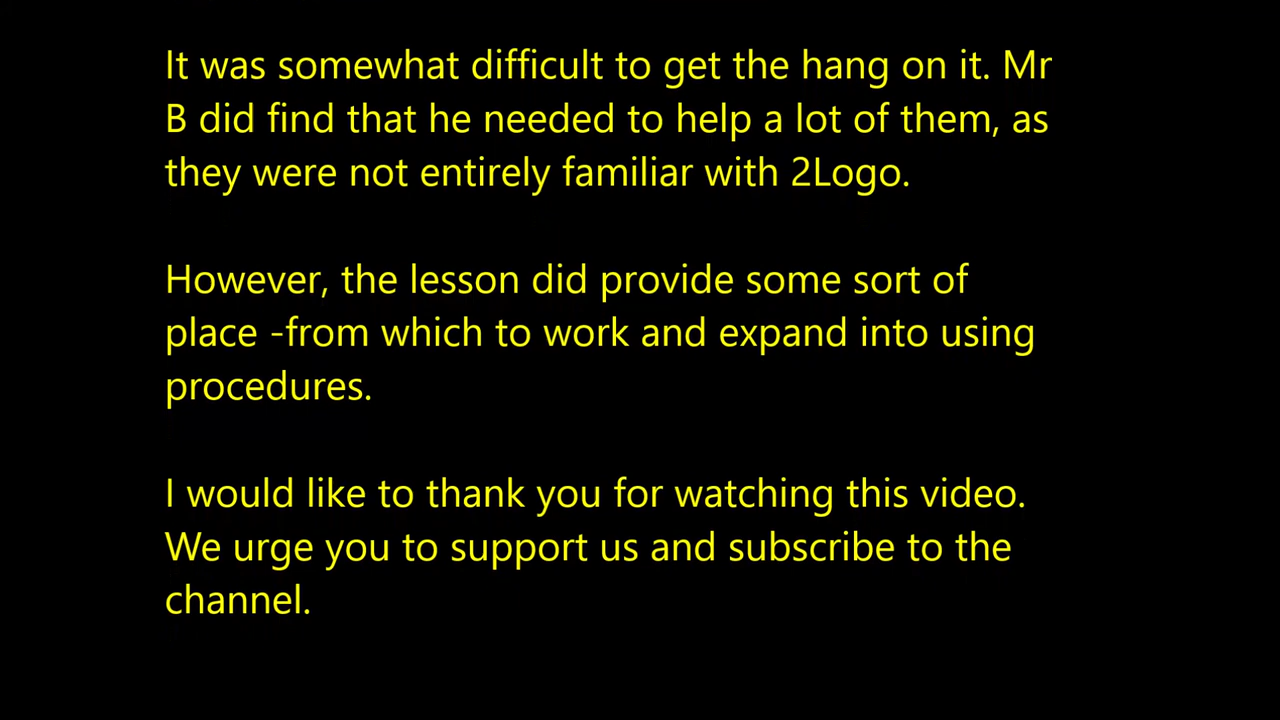 It was somewhat difficult to get the hang on it. Mr
B did find that he needed to help a lot of them, as
they were not entirely familiar with 2Logo.
However, the lesson did provide some sort of
place -from which to work and expand into using
procedures.
I would like to thank you for watching this video.
We urge you to support us and subscribe to the
channel.